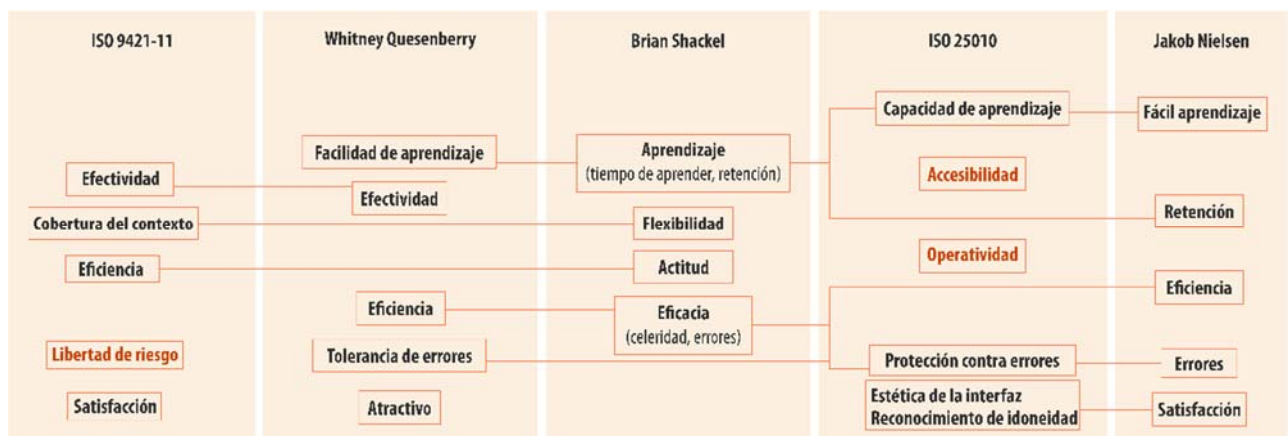 ISO 9421-11
Whitney Quesenberry
Brian Shackel
ISO 25010
Jakob Nielsen
Efectividad
Cobertura del contexto
Eficiencia
Libertad de riesgo
Satisfacción
Facilidad de aprendizaje
Efectividad
Eficiencia
Tolerancia de errores
Atractivo
Aprendizaje
(tiempo de aprender, retención)
Flexibilidad
Actitud
Eficacia
(celeridad, errores)
Capacidad de aprendizaje
Accesibilidad
Operatividad
Protección contra errores
Estética de la interfaz
Reconocimiento de idoneidad
Fácil aprendizaje
Retención
Eficiencia
Errores
Satisfacción